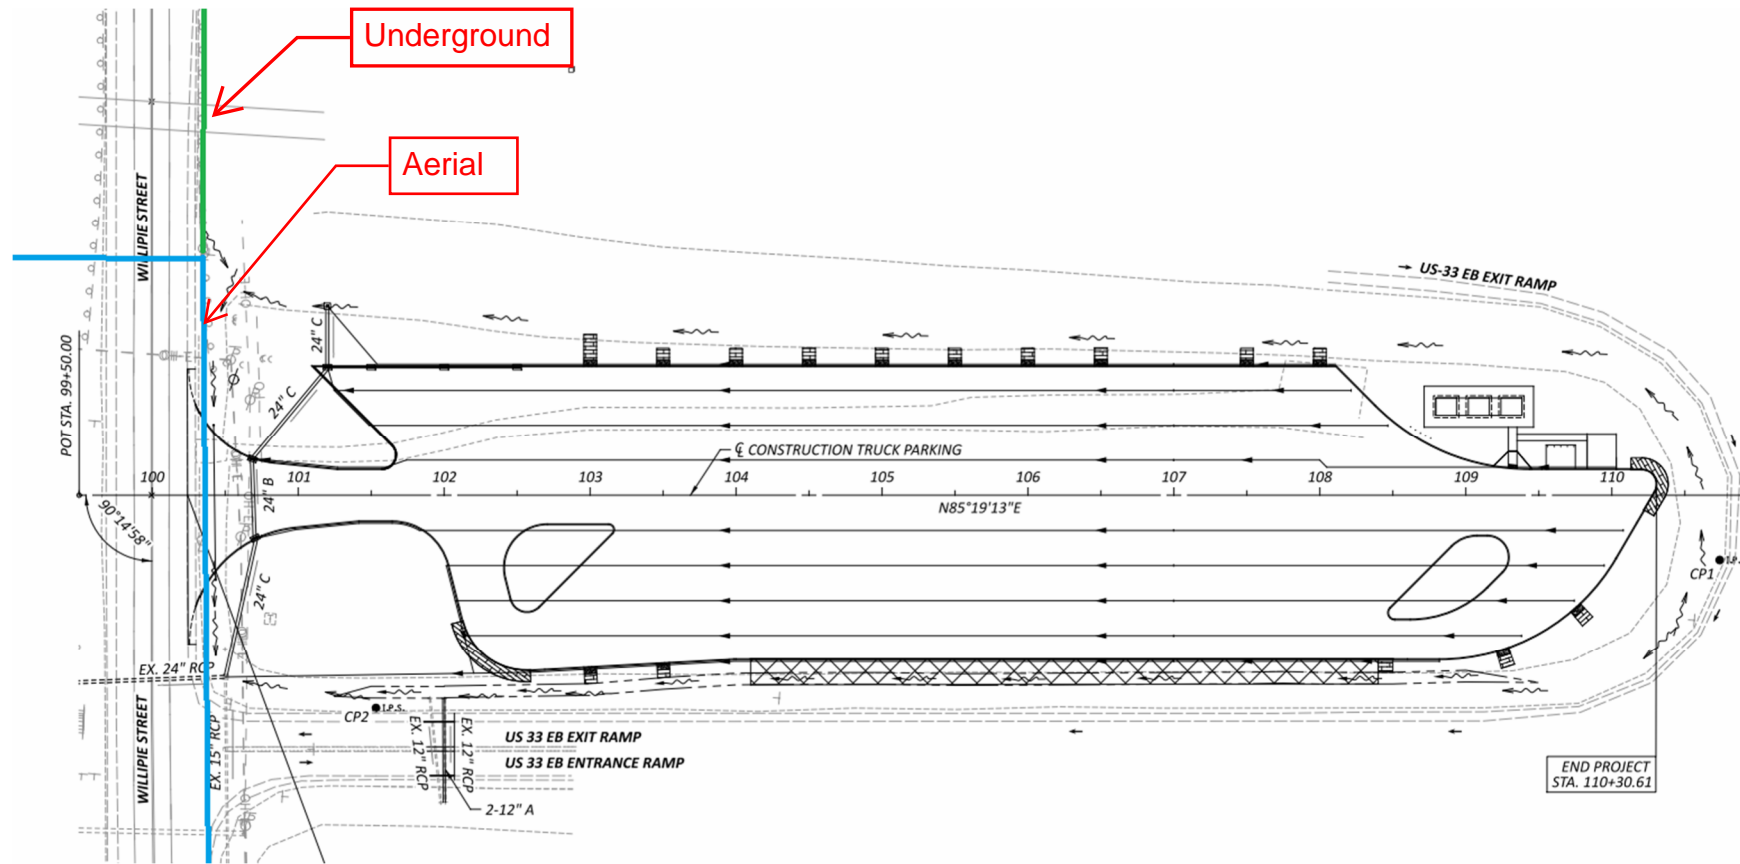 Underground
Aerial
WILLIPIE STREET
US-33 EB EXIT RAMP
POT STA. 99+50.00
24" C
24" C
℄ CONSTRUCTION TRUCK PARKING
100 101 102 103 104 105 106 107 108 109 110
24" B
N85°19'13"E
90°14'58"
24" C
CP1
I.P.S.
EX. 24" RCP
WILLIPIE STREET
EX. 15" RCP
CP2
I.P.S.
EX. 12" RCP
EX. 12" RCP
US 33 EB EXIT RAMP
US 33 EB ENTRANCE RAMP
2-12" A
END PROJECT
STA. 110+30.61